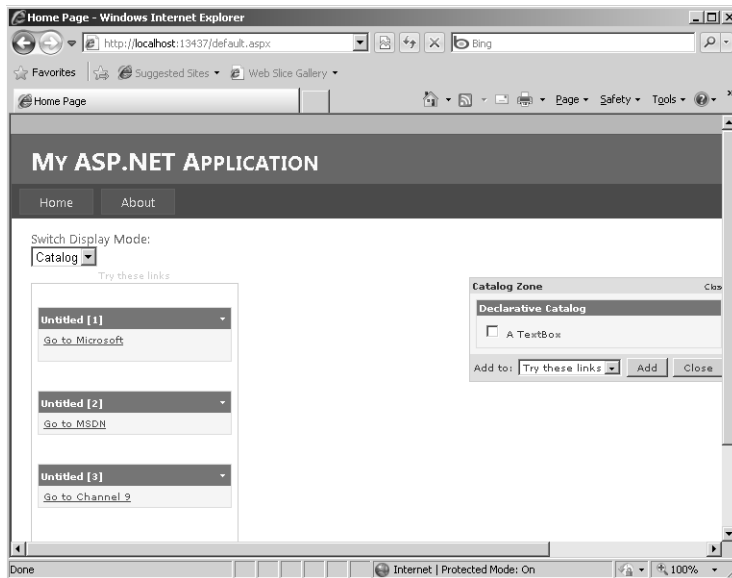 Home Page - Windows Internet Explorer
http://localhost:13437/default.aspx
Bing
Favorites Suggested Sites Web Slice Gallery
Home Page
Page Safety Tools
MY ASP.NET APPLICATION
Home About
Switch Display Mode:
Catalog
Try these links
Untitled [1]
Go to Microsoft
Untitled [2]
Go to MSDN
Untitled [3]
Go to Channel 9
Catalog Zone
Declarative Catalog
A TextBox
Add to: Try these links Add Close
Done Internet | Protected Mode: On 100%